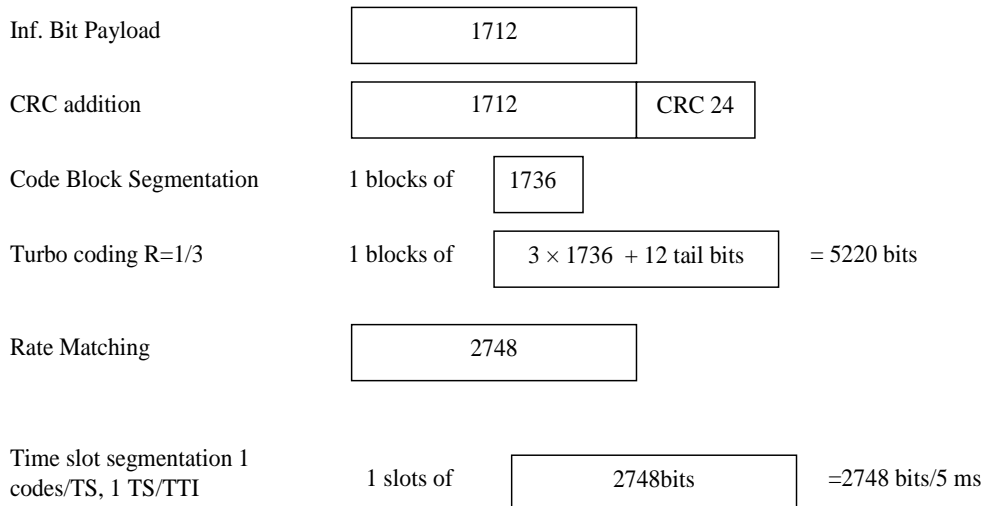 Inf. Bit Payload 1712
CRC addition 1712 CRC 24
Code Block Segmentation 1 blocks of 1736
Turbo coding R=1/3 1 blocks of 3 × 1736 + 12 tail bits = 5220 bits
Rate Matching 2748
Time slot segmentation 1
codes/TS, 1 TS/TTI 1 slots of 2748bits =2748 bits/5 ms